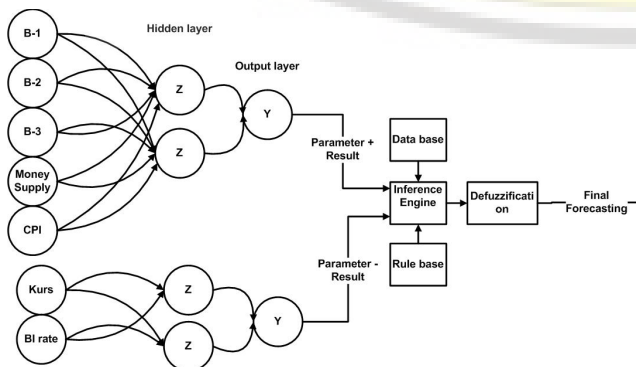 B-1
Hidden layer
B-2
Z
Output layer
B-3
Y
Money
Supply
Z
CPI
Parameter +
Result
Data base
Inference
Engine
Defuzzificati
on
Final
Forecasting
Rule base
Parameter -
Result
Kurs
Z
Y
BI rate
Z